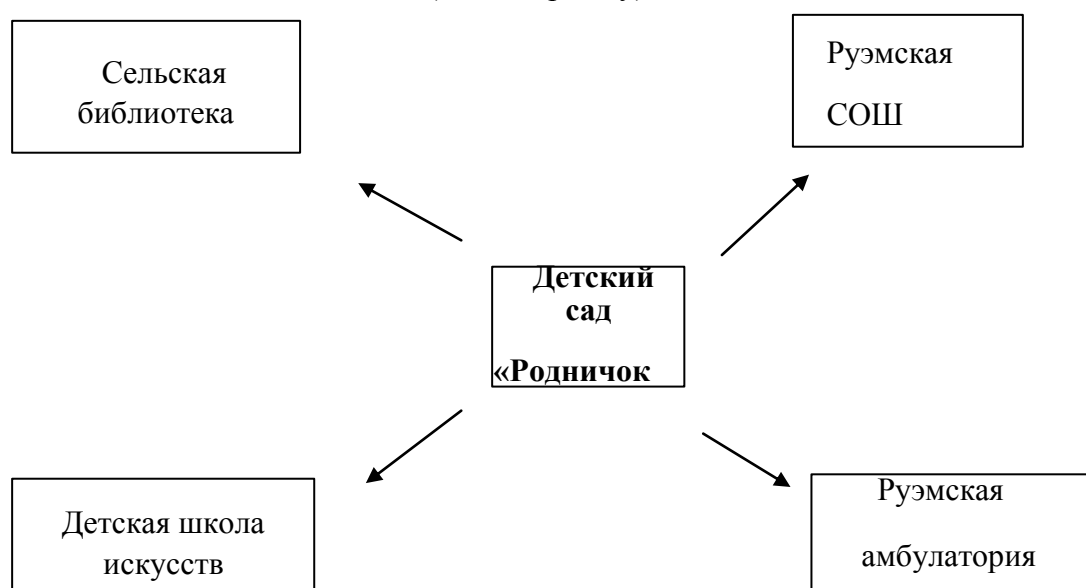 Сельская
библиотека
Руэмская
СОШ
Детский
сад
«Родничок
Детская школа
искусств
Руэмская
амбулатория